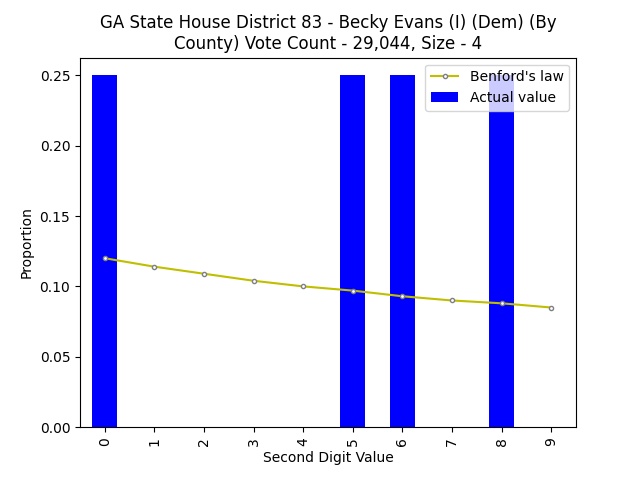 GA State House District 83 - Becky Evans (I) (Dem) (By
County) Vote Count - 29,044, Size - 4
Benford's law
Actual value
0.25
0.20
0.15
0.10
0.05
0.00
Proportion
0 1 2 3 4 5 6 7 8 9
Second Digit Value